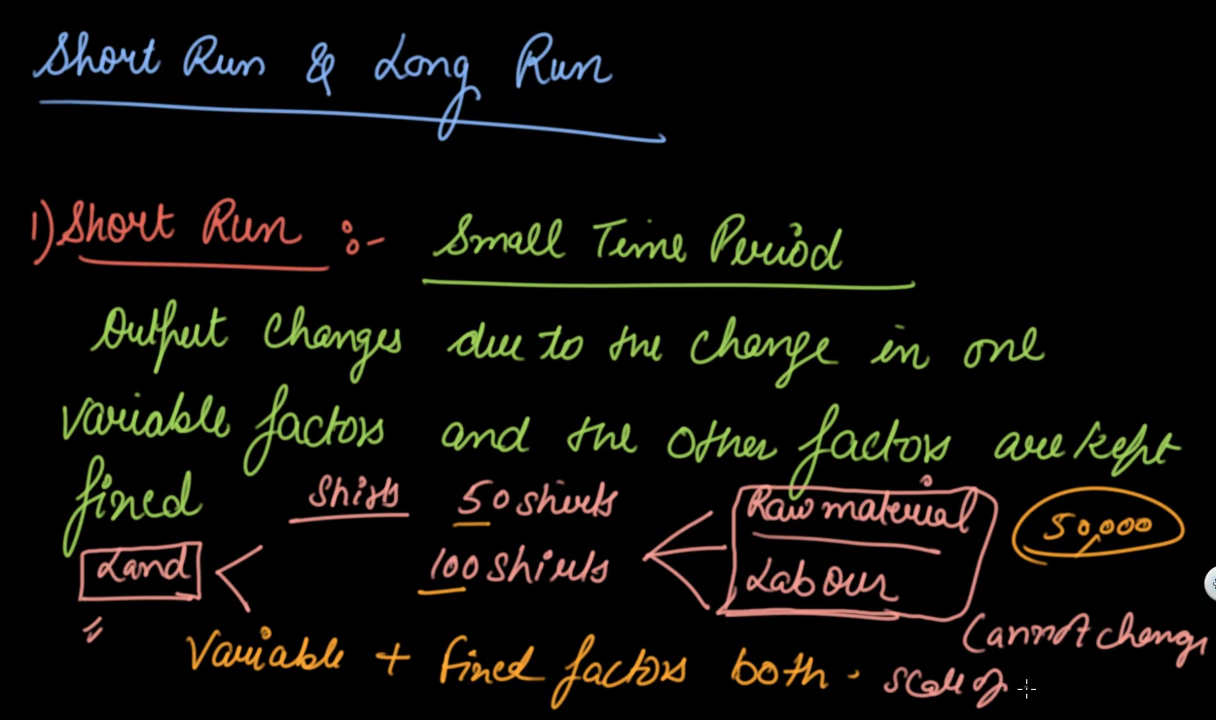 Short Run & Long Run
1) Short Run :- Small Time Period
Output changes due to the change in one
variable factors and the other factors are kept
fixed
Shirts 50 shirts Raw material 50,000
Land 100 shirts Labour
Cannot change
Variable + fixed factors both . scale of